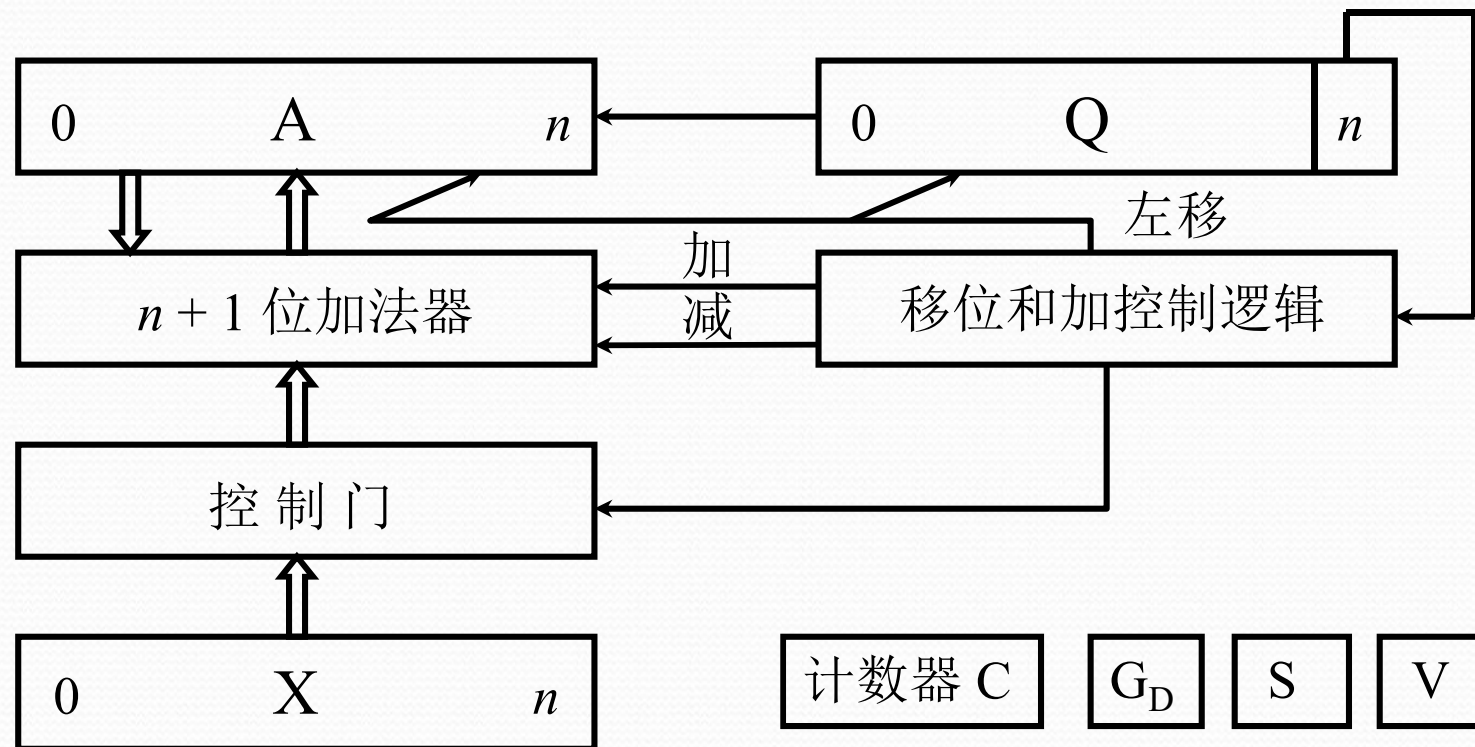 0 A n
0 Q n
左移
加
减
n + 1 位加法器
移位和加控制逻辑
控 制 门
0 X n
计数器 C
G_D
S
V